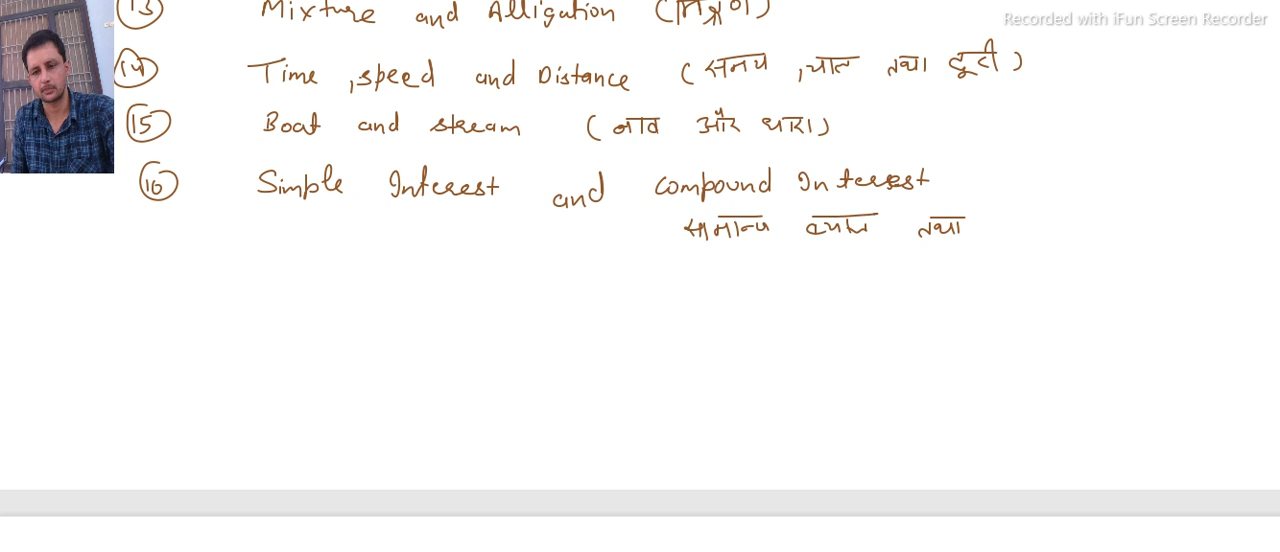 13 Mixture and Alligation (मिश्रण)
Recorded with iFun Screen Recorder
14 Time, speed and Distance (समय, चाल तथा दूरी)
15 Boat and stream (नाव और धारा)
16 Simple Interest and Compound Interest
सामान्य ब्याज तथा